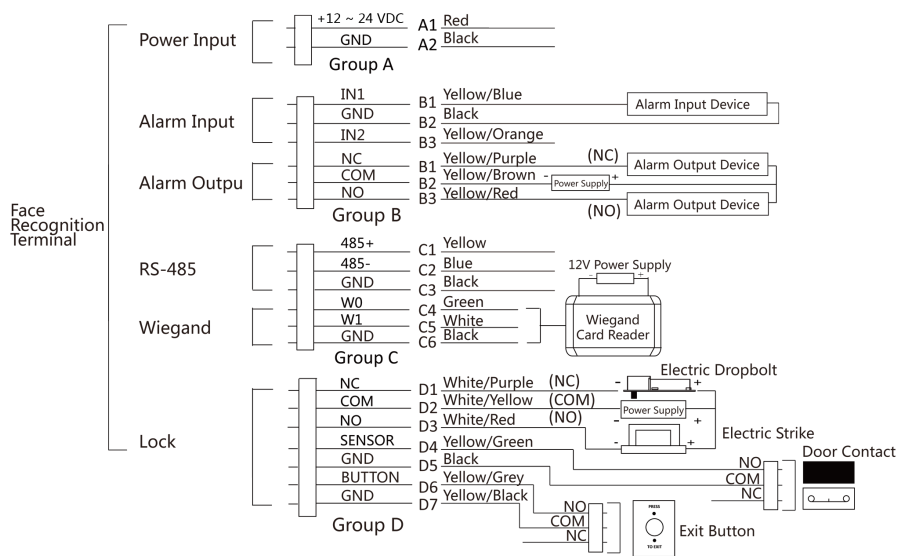 Face
Recognition
Terminal
Power Input
+12 ~ 24 VDC A1 Red
GND A2 Black
Group A
Alarm Input
IN1 B1 Yellow/Blue
GND B2 Black
IN2 B3 Yellow/Orange
Alarm Input Device
Alarm Outpu
NC B1 Yellow/Purple (NC) Alarm Output Device
COM B2 Yellow/Brown - Power Supply +
NO B3 Yellow/Red (NO) Alarm Output Device
Group B
RS-485
485+ C1 Yellow
485- C2 Blue
GND C3 Black
Wiegand
W0 C4 Green
W1 C5 White
GND C6 Black
Group C
12V Power Supply
- +
Wiegand
Card Reader
Lock
NC D1 White/Purple (NC)
COM D2 White/Yellow (COM)
NO D3 White/Red (NO)
SENSOR D4 Yellow/Green
GND D5 Black
BUTTON D6 Yellow/Grey
GND D7 Yellow/Black
Group D
Electric Dropbolt
- +
Power Supply
- +
Electric Strike
- +
Door Contact
NO
COM
NC
NO
COM
NC
PRESS
TO EXIT
Exit Button